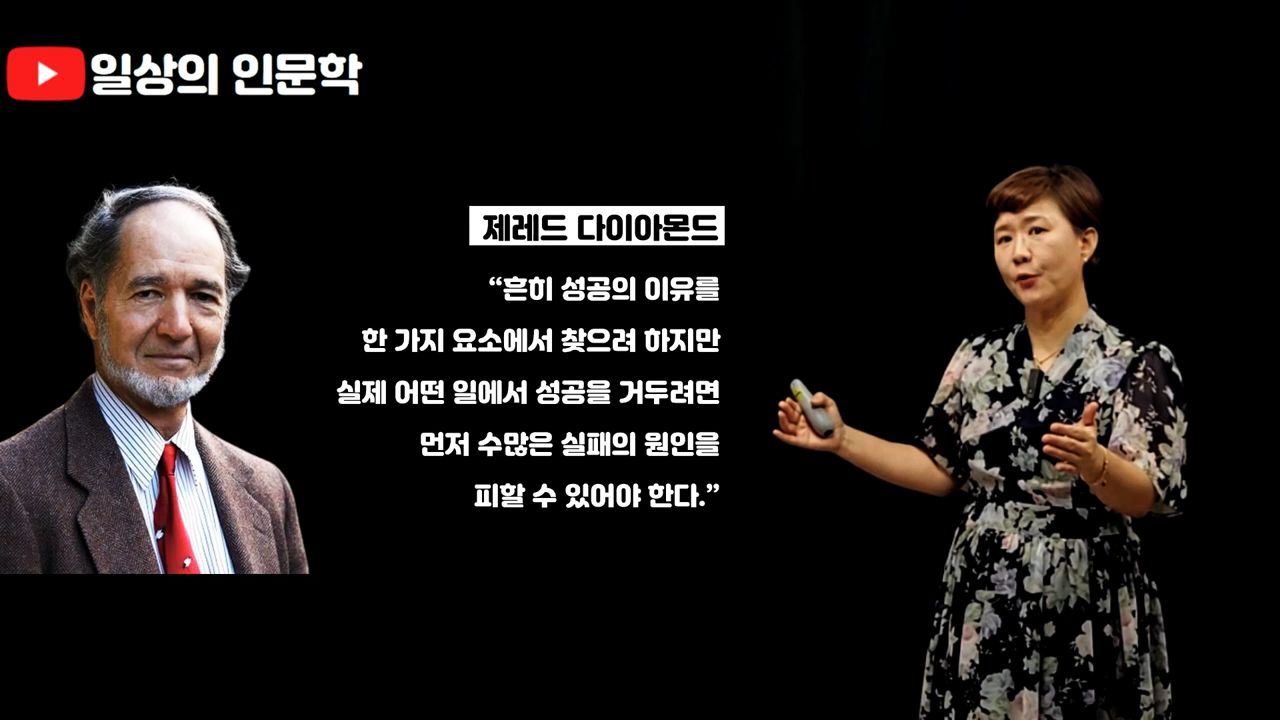 일상의 인문학
제레드 다이아몬드
“흔히 성공의 이유를
한 가지 요소에서 찾으려 하지만
실제 어떤 일에서 성공을 거두려면
먼저 수많은 실패의 원인을
피할 수 있어야 한다.”